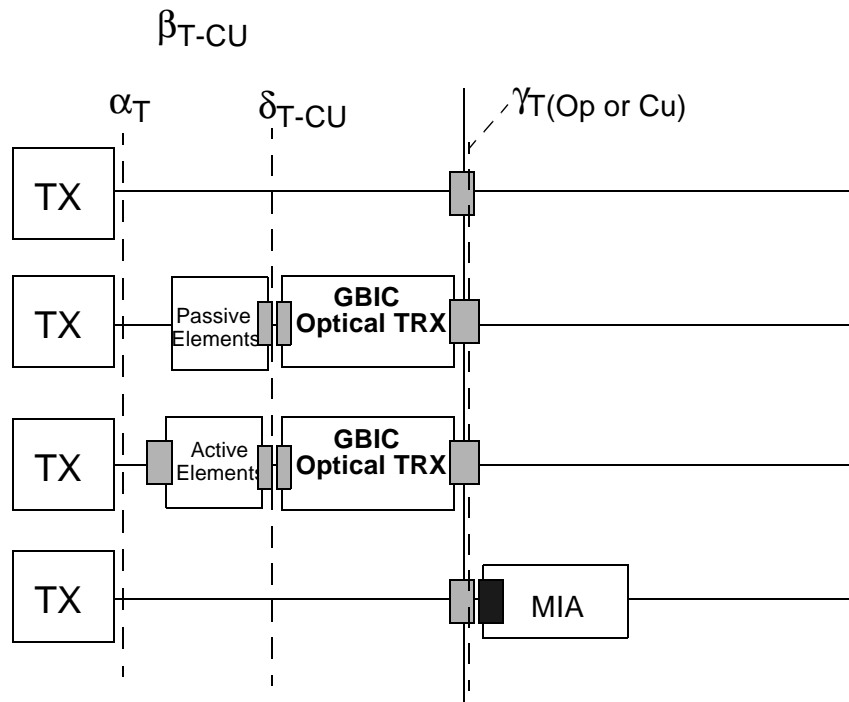 βT-CU
αT
δT-CU
γT(Op or Cu)
TX
TX
Passive
Elements
GBIC
Optical TRX
TX
Active
Elements
GBIC
Optical TRX
TX
MIA